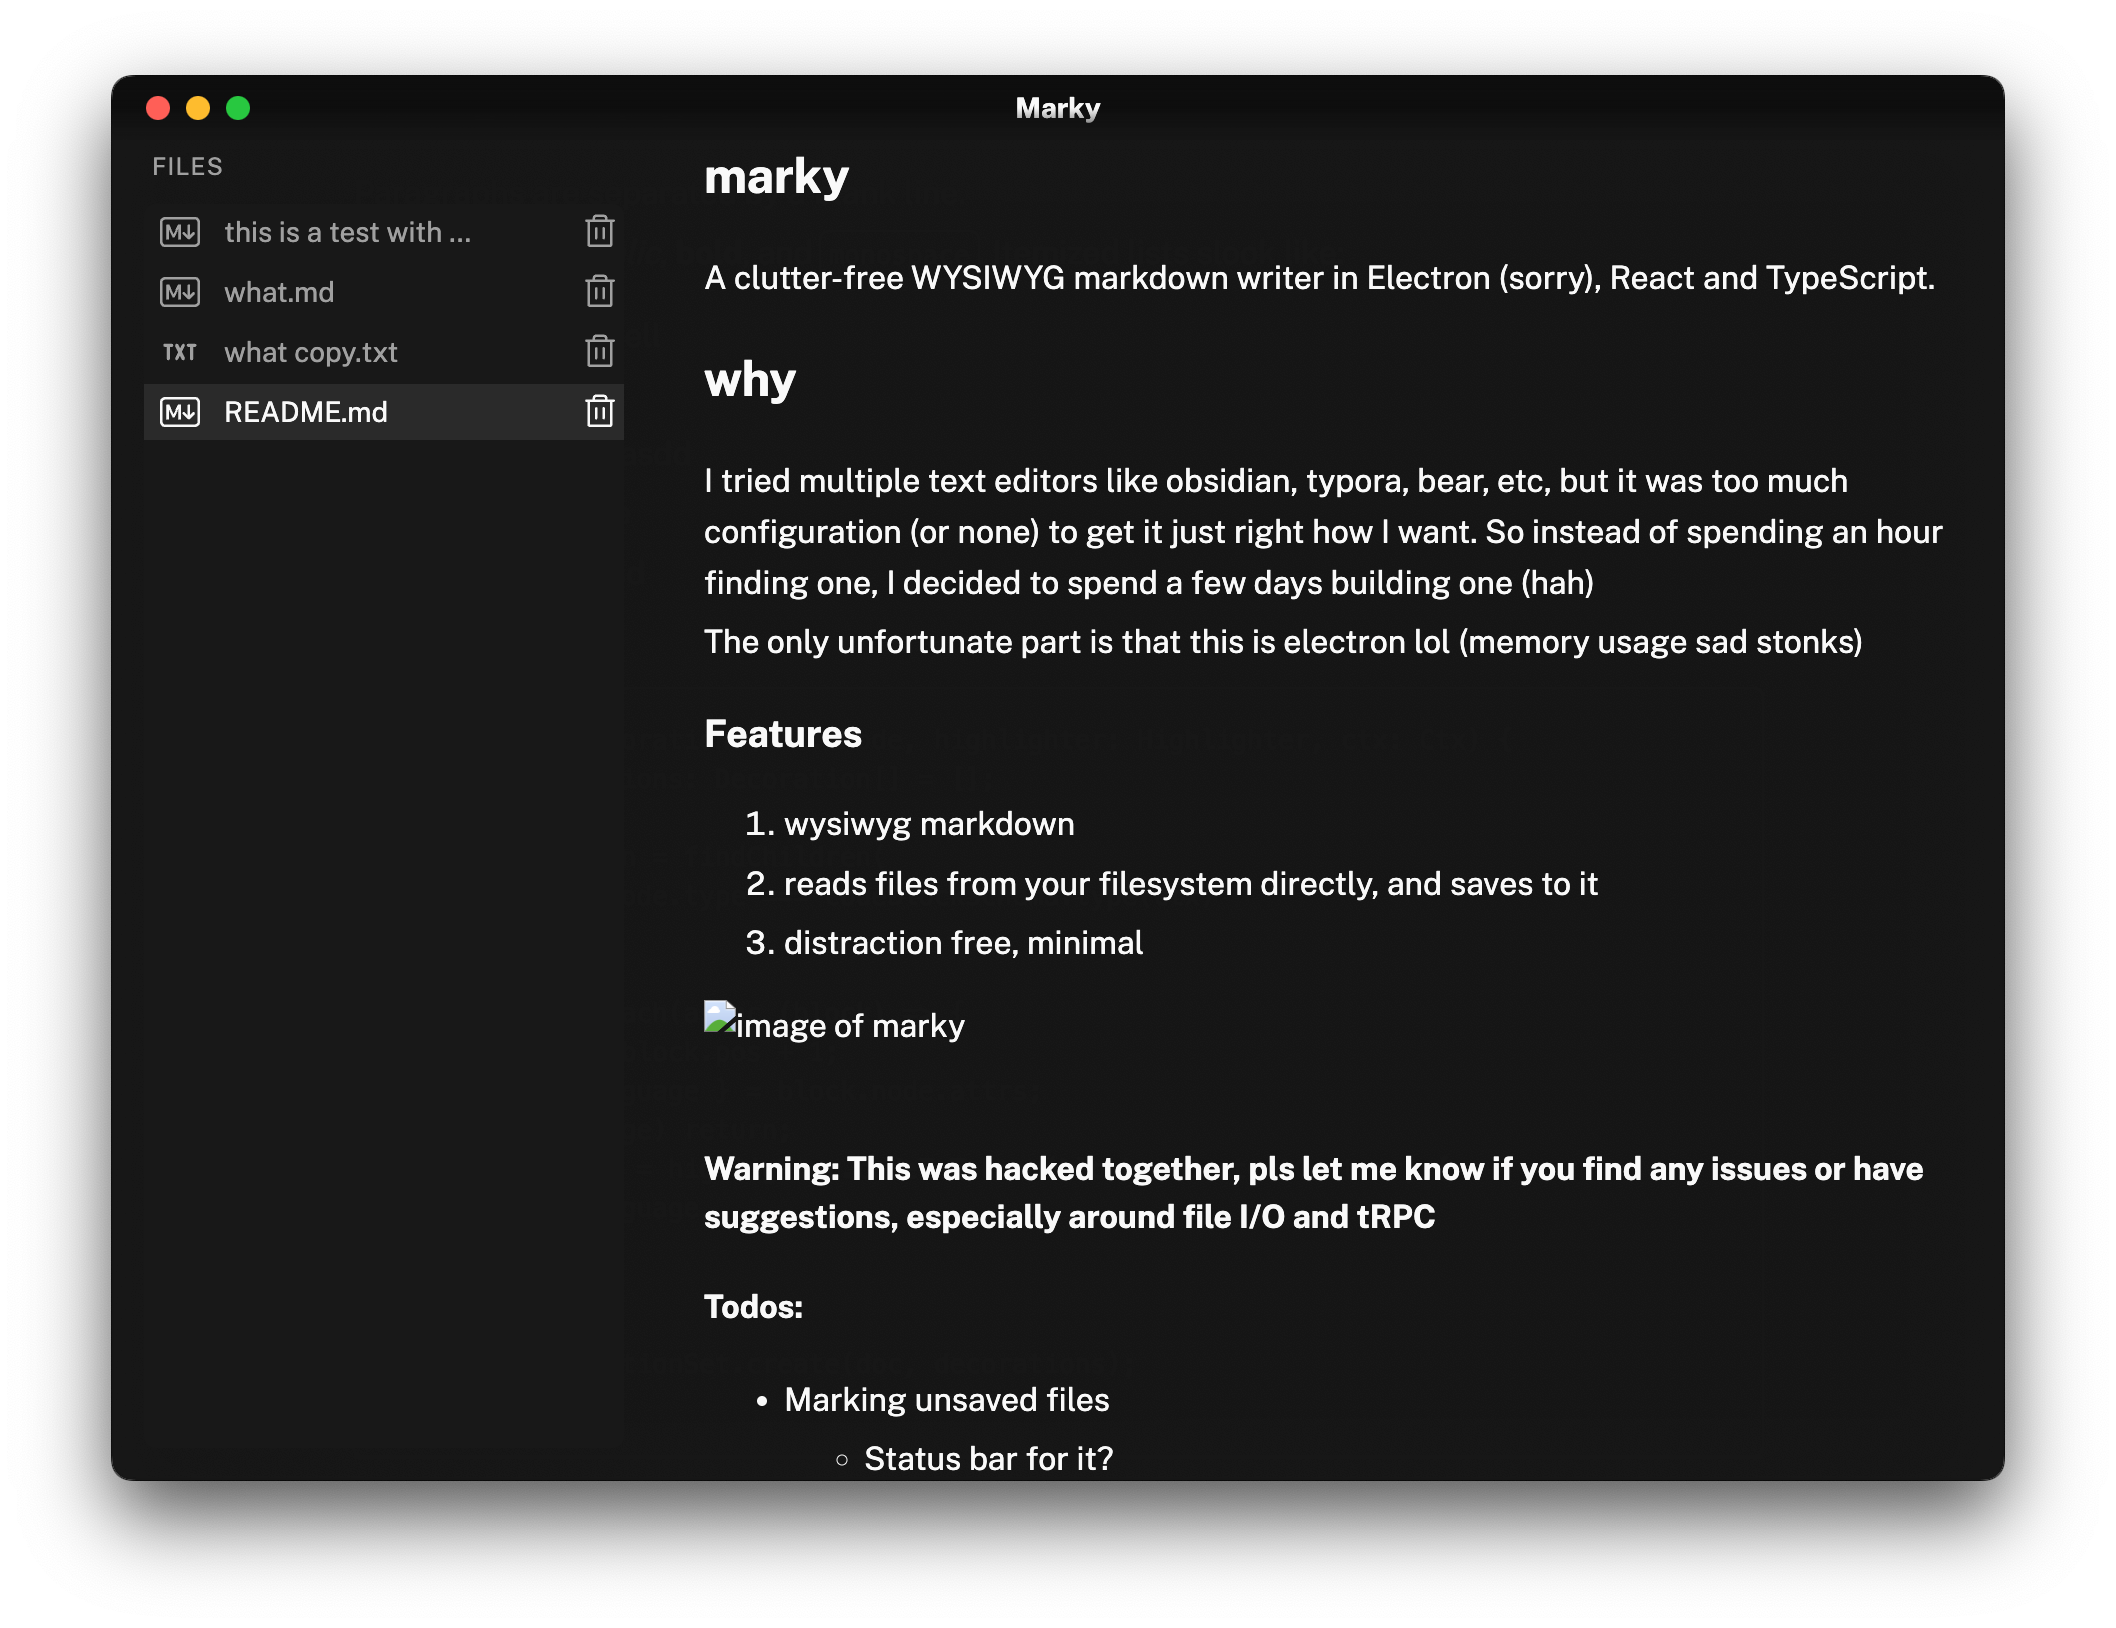 Marky
FILES
this is a test with ...
what.md
TXT what copy.txt
README.md
marky
A clutter-free WYSIWYG markdown writer in Electron (sorry), React and TypeScript.
why
I tried multiple text editors like obsidian, typora, bear, etc, but it was too much
configuration (or none) to get it just right how I want. So instead of spending an hour
finding one, I decided to spend a few days building one (hah)
The only unfortunate part is that this is electron lol (memory usage sad stonks)
Features
1. wysiwyg markdown
2. reads files from your filesystem directly, and saves to it
3. distraction free, minimal
image of marky
Warning: This was hacked together, pls let me know if you find any issues or have
suggestions, especially around file I/O and tRPC
Todos:
• Marking unsaved files
◦ Status bar for it?